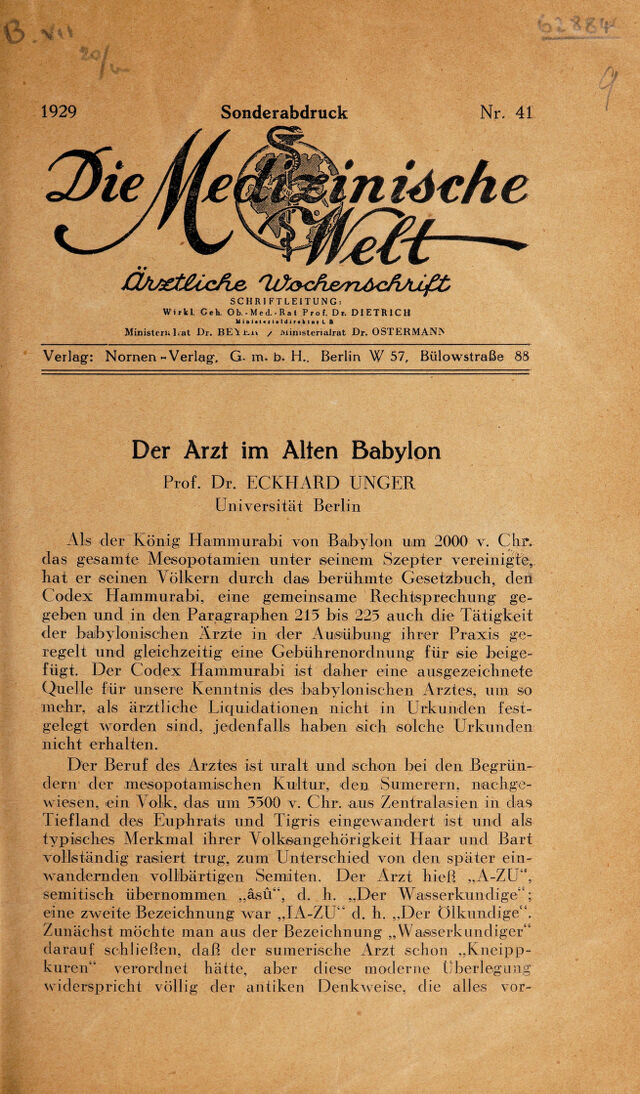 B. VII
20/
62884
9
1929 Sonderabdruck Nr. 41
Die Medizinische
Welt
Ärztliche Wochenschrift
SCHRIFTLEITUNG:
Wirkl. Geh. Ob.-Med.-Rat Prof. Dr. DIETRICH
Ministerialdirektor i. R
Ministerialrat Dr. BEYER / Ministerialrat Dr. OSTERMANN
Verlag: Nornen-Verlag, G. m. b. H., Berlin W 57, Bülowstraße 88
Der Arzt im Alten Babylon
Prof. Dr. ECKHARD UNGER
Universität Berlin
Als der König Hammurabi von Babylon um 2000 v. Chr.
das gesamte Mesopotamien unter seinem Szepter vereinigte,
hat er seinen Völkern durch das berühmte Gesetzbuch, den
Codex Hammurabi, eine gemeinsame Rechtsprechung ge-
geben und in den Paragraphen 215 bis 225 auch die Tätigkeit
der babylonischen Ärzte in der Ausübung ihrer Praxis ge-
regelt und gleichzeitig eine Gebührenordnung für sie beige-
fügt. Der Codex Hammurabi ist daher eine ausgezeichnete
Quelle für unsere Kenntnis des babylonischen Arztes, um so
mehr, als ärztliche Liquidationen nicht in Urkunden fest-
gelegt worden sind, jedenfalls haben sich solche Urkunden
nicht erhalten.
Der Beruf des Arztes ist uralt und schon bei den Begrün-
dern der mesopotamischen Kultur, den Sumerern, nachge-
wiesen, ein Volk, das um 3500 v. Chr. aus Zentralasien in das
Tiefland des Euphrats und Tigris eingewandert ist und als
typisches Merkmal ihrer Volksangehörigkeit Haar und Bart
vollständig rasiert trug, zum Unterschied von den später ein-
wandernden vollbärtigen Semiten. Der Arzt hieß „A-ZU“,
semitisch übernommen „âsû“, d. h. „Der Wasserkundige“;
eine zweite Bezeichnung war „IA-ZU“ d. h. „Der Ölkundige“.
Zunächst möchte man aus der Bezeichnung „Wasserkundiger“
darauf schließen, daß der sumerische Arzt schon „Kneipp-
kuren“ verordnet hätte, aber diese moderne Überlegung
widerspricht völlig der antiken Denkweise, die alles vor-